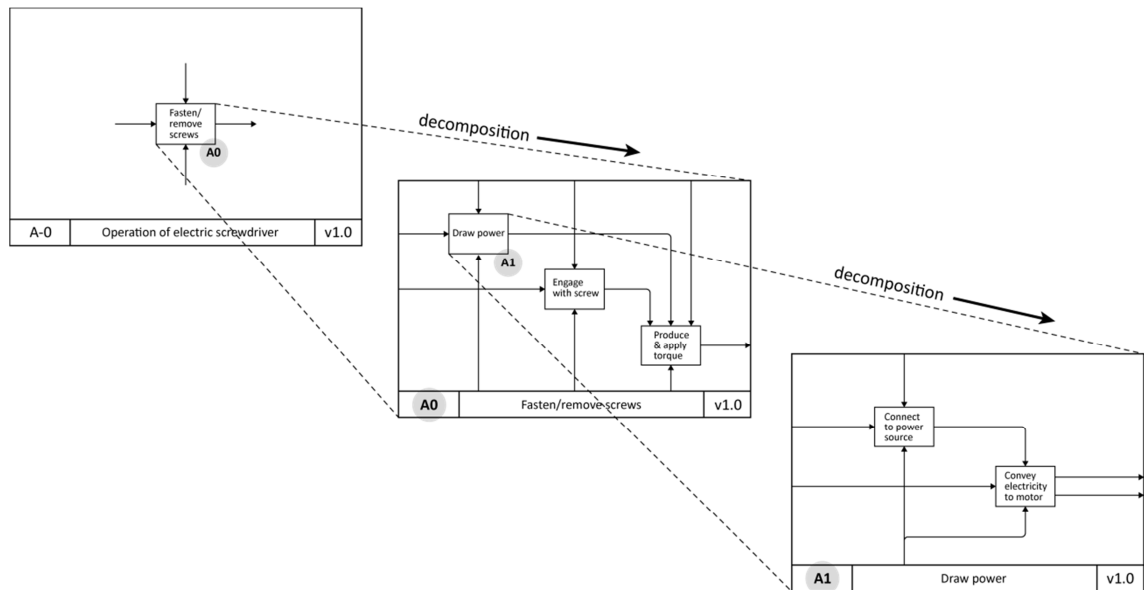 Fasten/
remove
screws
A0
A-0 Operation of electric screwdriver v1.0
decomposition
Draw power
A1
Engage
with screw
Produce
& apply
torque
A0 Fasten/remove screws v1.0
decomposition
Connect
to power
source
Convey
electricity
to motor
A1 Draw power v1.0